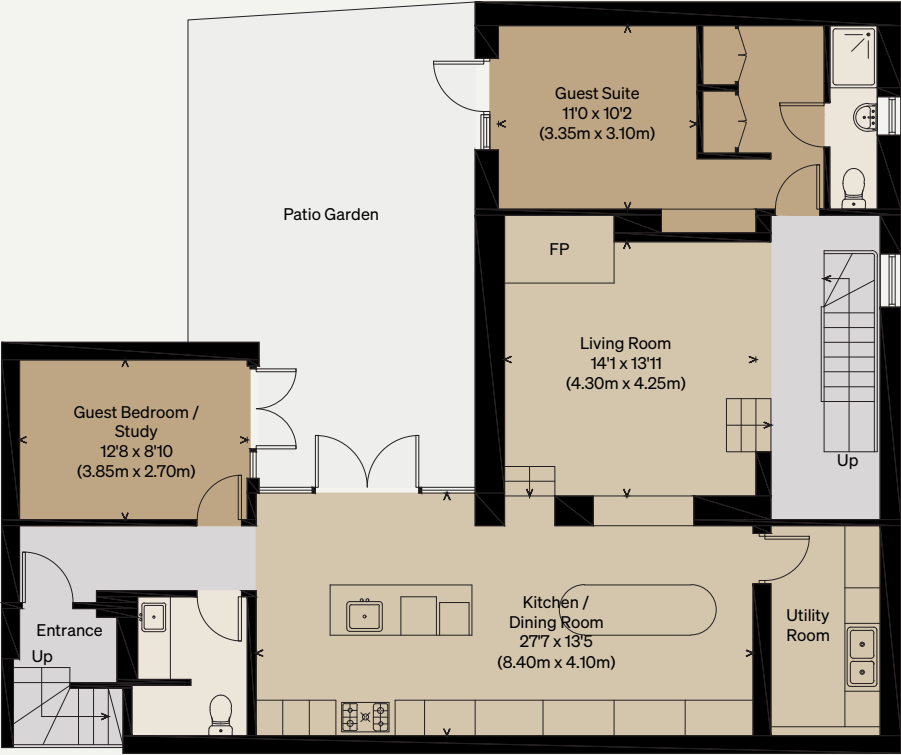 Guest Suite
11'0 x 10'2
(3.35m x 3.10m)
Patio Garden
FP
Living Room
14'1 x 13'11
(4.30m x 4.25m)
Guest Bedroom /
Study
12'8 x 8'10
(3.85m x 2.70m)
Up
Kitchen /
Dining Room
27'7 x 13'5
(8.40m x 4.10m)
Utility
Room
Entrance
Up